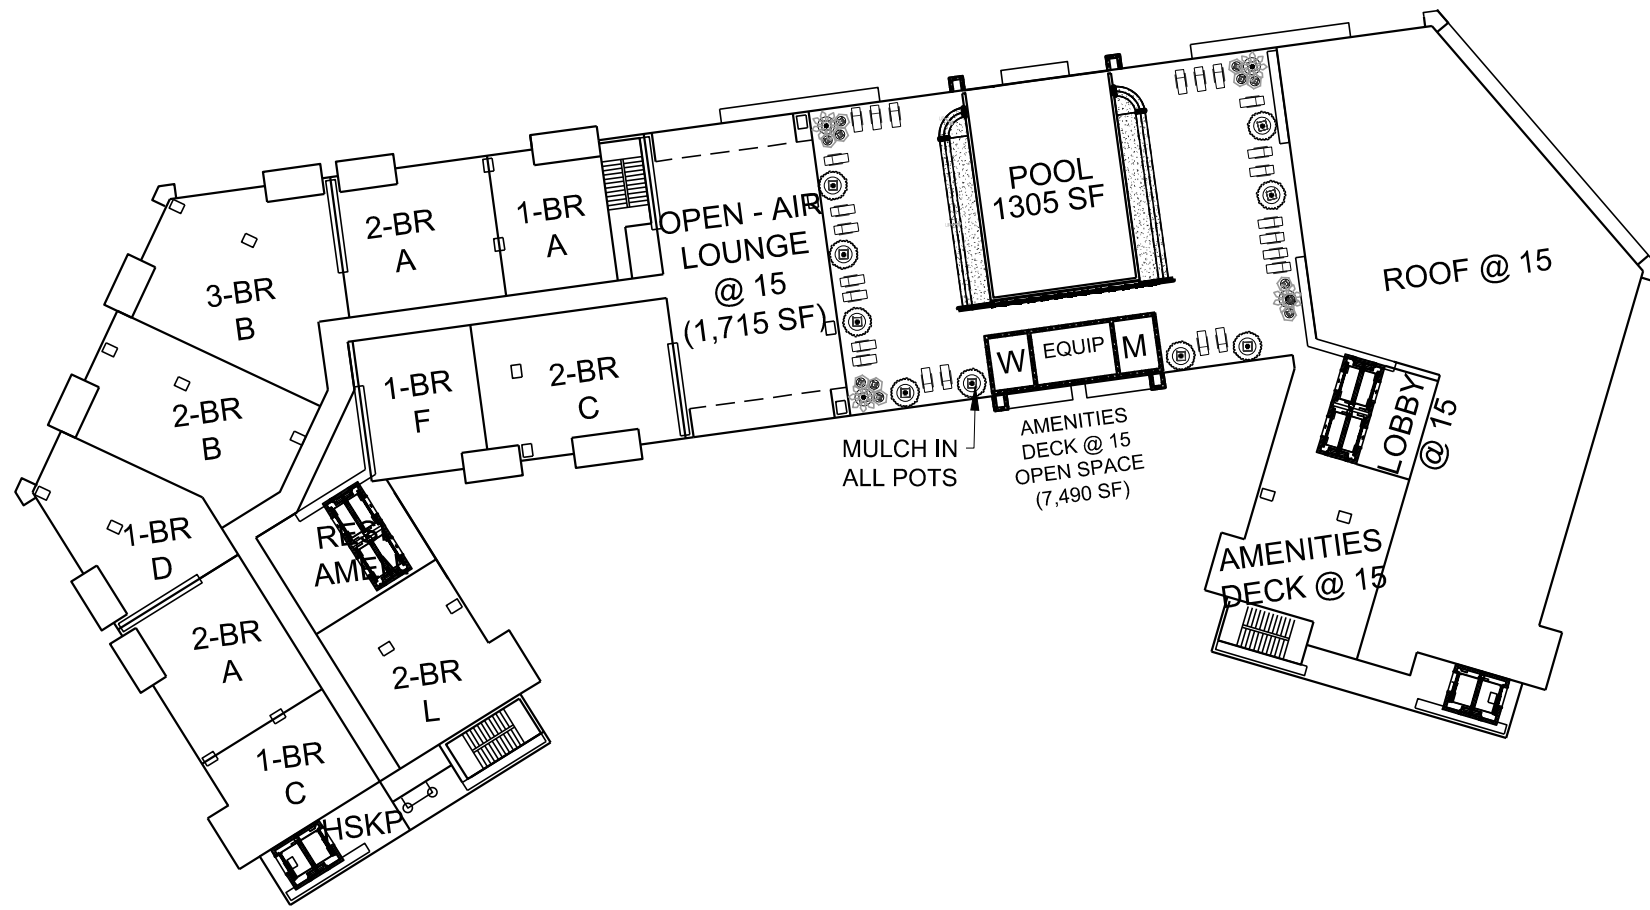 3-BR
B
2-BR
A
1-BR
A
OPEN - AIR
LOUNGE
@ 15
(1,715 SF)
POOL
1305 SF
ROOF @ 15
2-BR
B
1-BR
F
2-BR
C
W
EQUIP
M
LOBBY
@ 15
MULCH IN
ALL POTS
AMENITIES
DECK @ 15
OPEN SPACE
(7,490 SF)
1-BR
D
AMENITIES
DECK @ 15
2-BR
A
2-BR
L
1-BR
C
HSKP